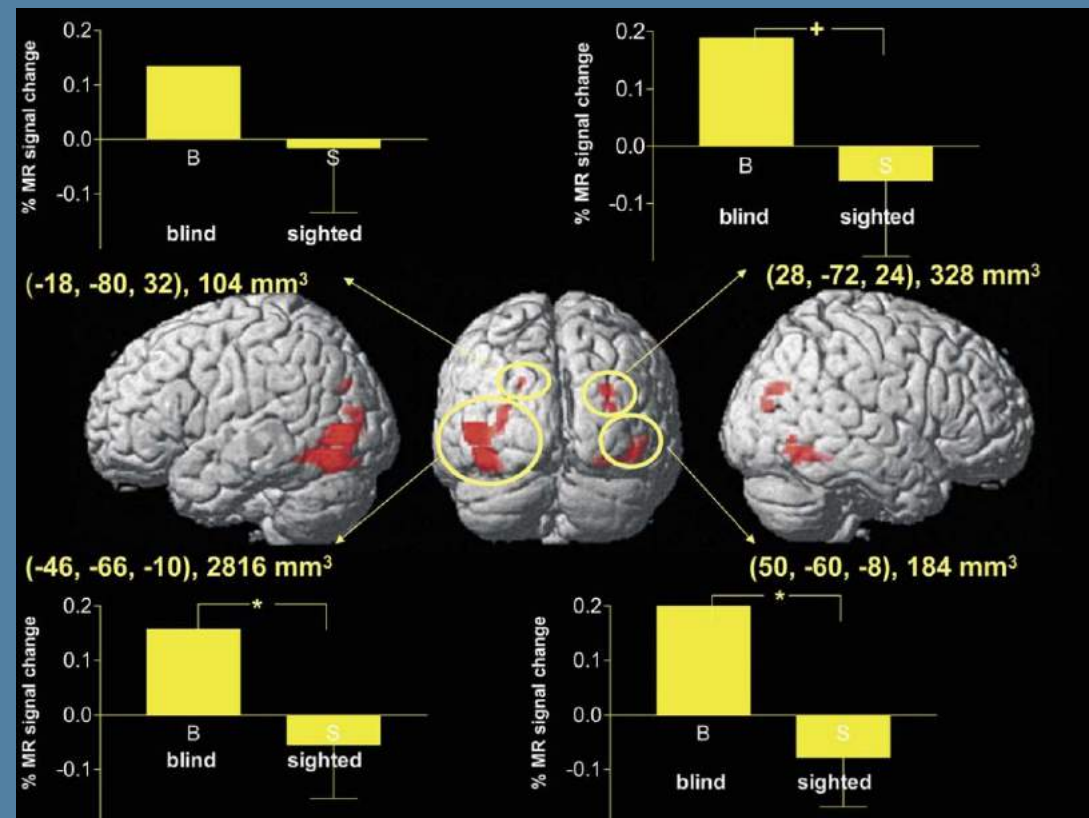 0.2
0.1
0.0
-0.1
% MR signal change
B
S
blind
sighted
(-18, -80, 32), 104 mm³
0.2
0.1
0.0
-0.1
% MR signal change
+
B
S
blind
sighted
(28, -72, 24), 328 mm³
(-46, -66, -10), 2816 mm³
0.2
0.1
0.0
-0.1
% MR signal change
*
B
S
blind
sighted
(50, -60, -8), 184 mm³
0.2
0.1
0.0
-0.1
% MR signal change
*
B
S
blind
sighted